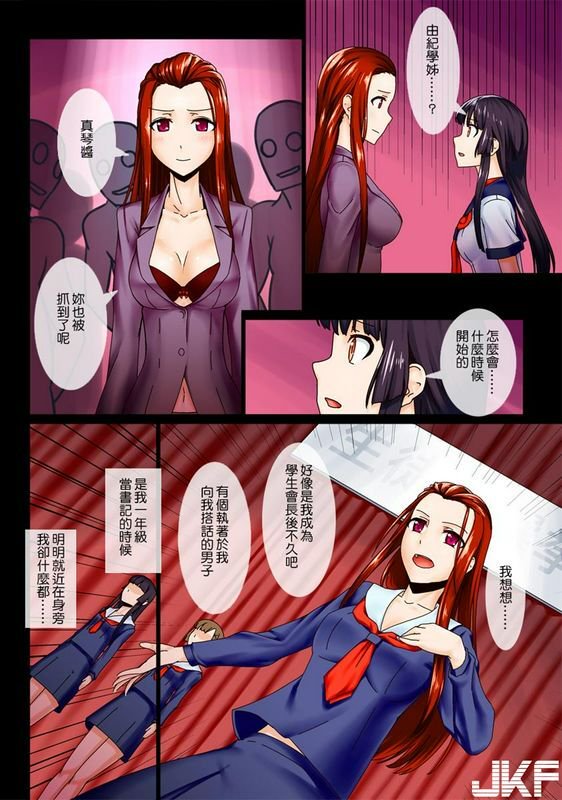 由紀學姊
……？
真琴醬
妳也被
抓到了呢
怎麼會……
什麼時候
開始的
我想想……
好像是我成為
學生會長後不久吧
有個執著於我
向我搭話的男子
是我一年級
當書記的時候
明明就近在身旁
我卻什麼都……
JKF